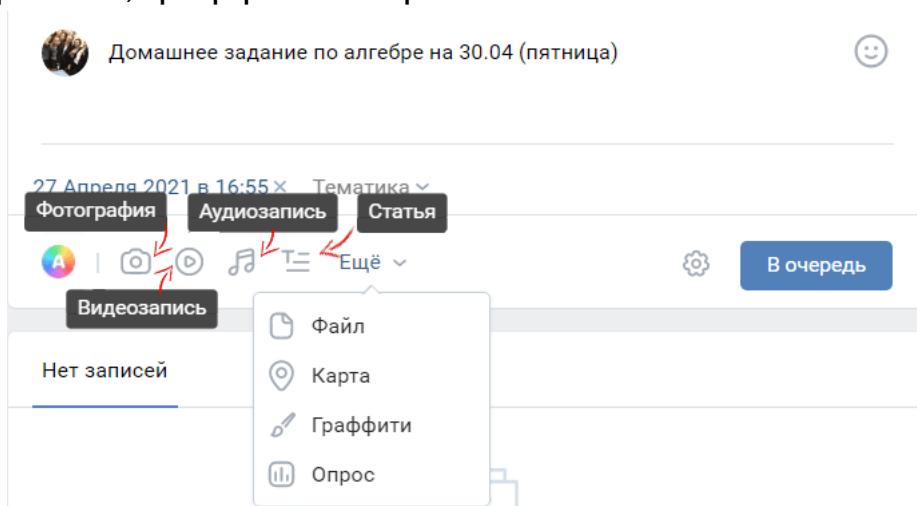 Домашнее задание по алгебре на 30.04 (пятница)
27 Апреля 2021 в 16:55 × Тематика
Фотография Аудиозапись Статья
A Ещё В очередь
Видеозапись
Файл
Нет записей
Карта
Граффити
Опрос